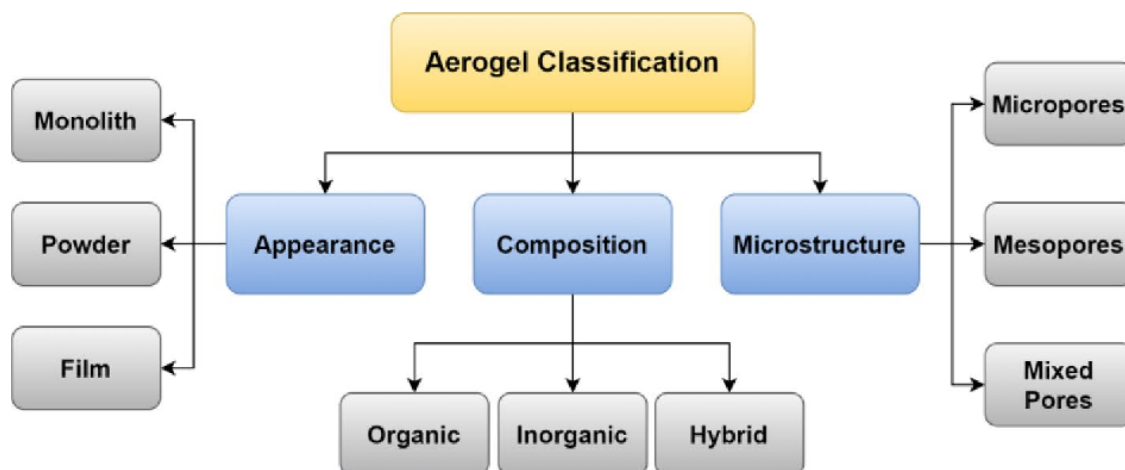 Aerogel Classification
Monolith
Powder
Film
Appearance
Composition
Microstructure
Micropores
Mesopores
Mixed
Pores
Organic
Inorganic
Hybrid